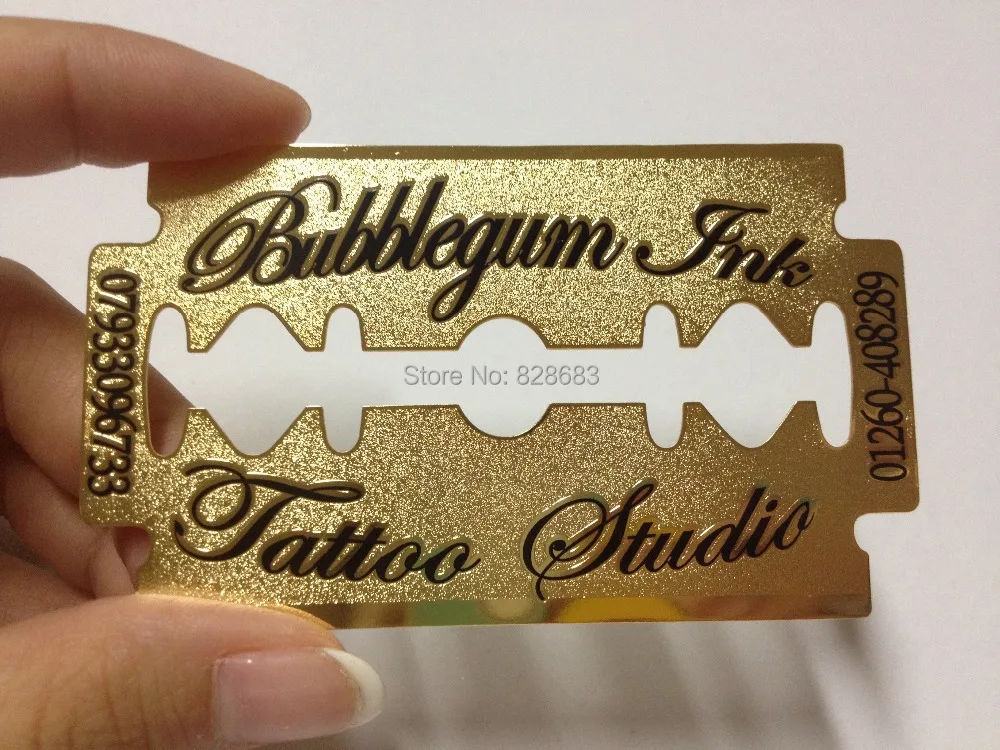 Bubblegum Ink
07933096733
01260-408289
Store No: 828683
Tattoo Studio